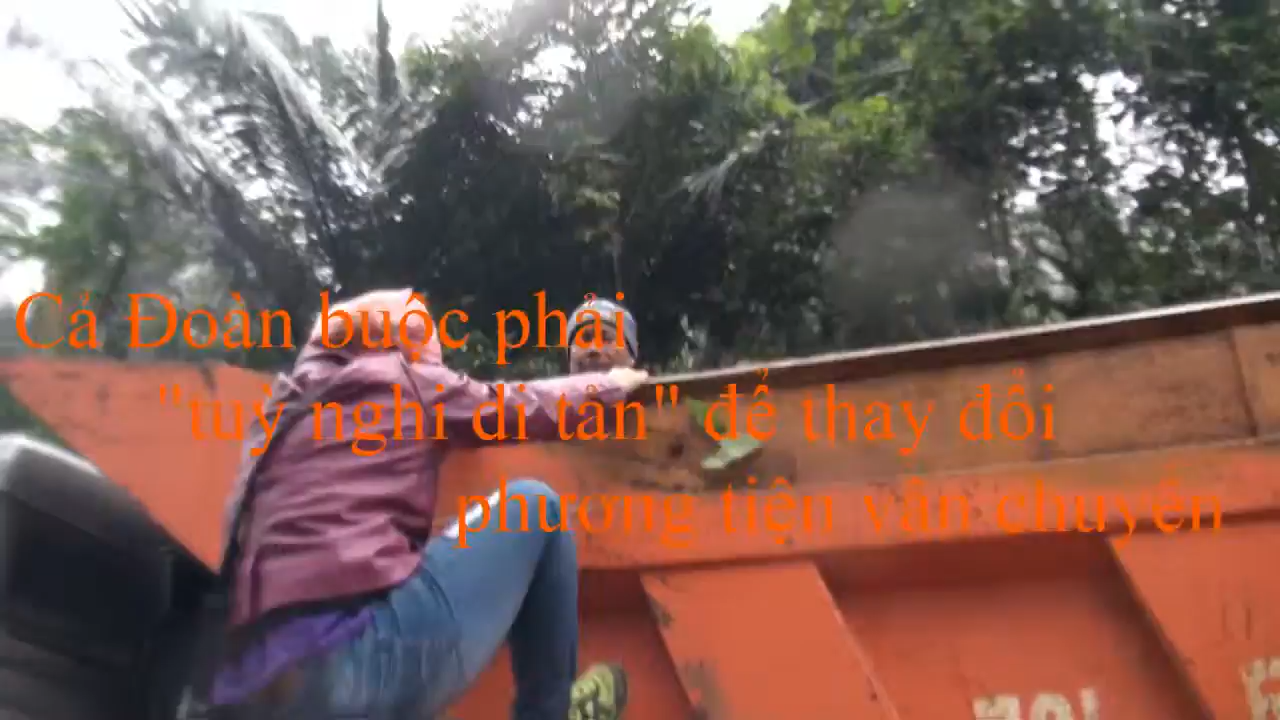 Cả Đoàn buộc phải
"tuỳ nghi di tản" để thay đổi
phương tiện vận chuyển